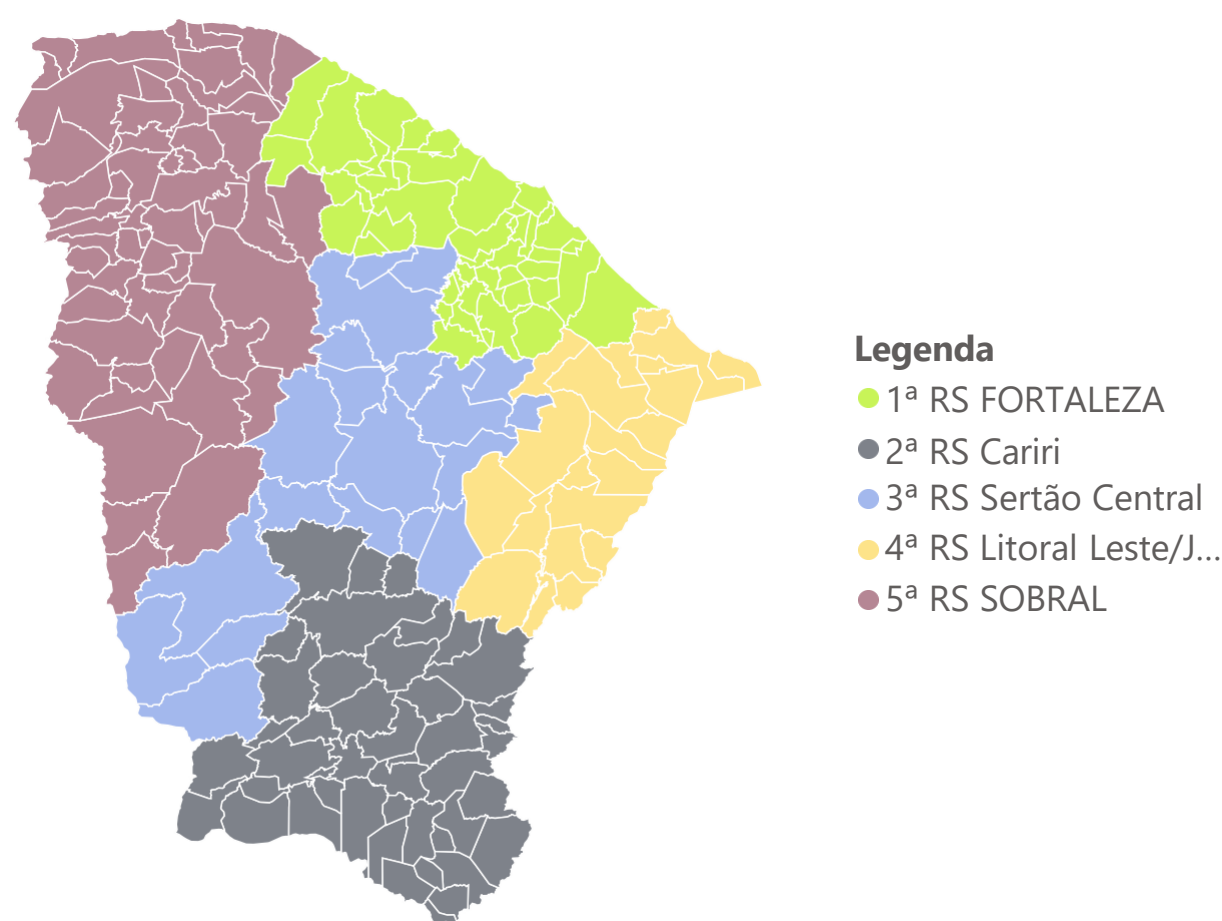 Legenda
1ª RS FORTALEZA
2ª RS Cariri
3ª RS Sertão Central
4ª RS Litoral Leste/J...
5ª RS SOBRAL